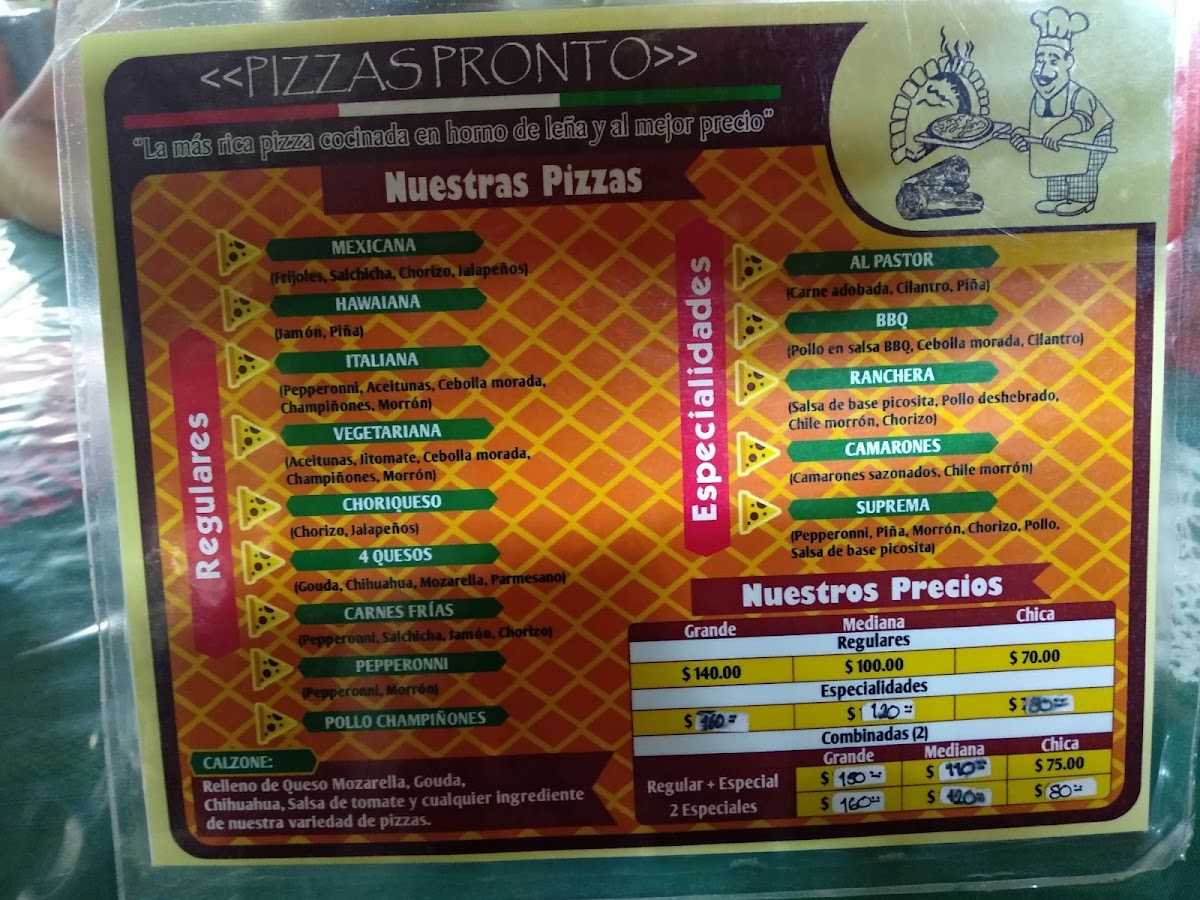 <<PIZZAS PRONTO>>
"La más rica pizza cocinada en horno de leña y al mejor precio"
Nuestras Pizzas
Regulares
MEXICANA
(Frijoles, Salchicha, Chorizo, Jalapeños)
HAWAIANA
(Jamón, Piña)
ITALIANA
(Pepperonni, Aceitunas, Cebolla morada,
Champiñones, Morrón)
VEGETARIANA
(Aceitunas, Jitomate, Cebolla morada,
Champiñones, Morrón)
CHORIQUESO
(Chorizo, Jalapeños)
4 QUESOS
(Gouda, Chihuahua, Mozarella, Parmesano)
CARNES FRÍAS
(Pepperonni, Salchicha, Jamón, Chorizo)
PEPPERONNI
(Pepperonni, Morrón)
POLLO CHAMPIÑONES
CALZONE:
Relleno de Queso Mozarella, Gouda,
Chihuahua, Salsa de tomate y cualquier ingrediente
de nuestra variedad de pizzas.
Especialidades
AL PASTOR
(Carne adobada, Cilantro, Piña)
BBQ
(Pollo en salsa BBQ, Cebolla morada, Cilantro)
RANCHERA
(Salsa de base picosita, Pollo deshebrado,
Chile morrón, Chorizo)
CAMARONES
(Camarones sazonados, Chile morrón)
SUPREMA
(Pepperonni, Piña, Morrón, Chorizo, Pollo,
Salsa de base picosita)
Nuestros Precios
Grande Mediana Chica
Regulares
$ 140.00 $ 100.00 $ 70.00
Especialidades
$ 160 $ 120 $ 80
Combinadas (2)
Grande Mediana Chica
Regular + Especial $ 150 $ 110 $ 75.00
2 Especiales $ 160 $ 120 $ 80